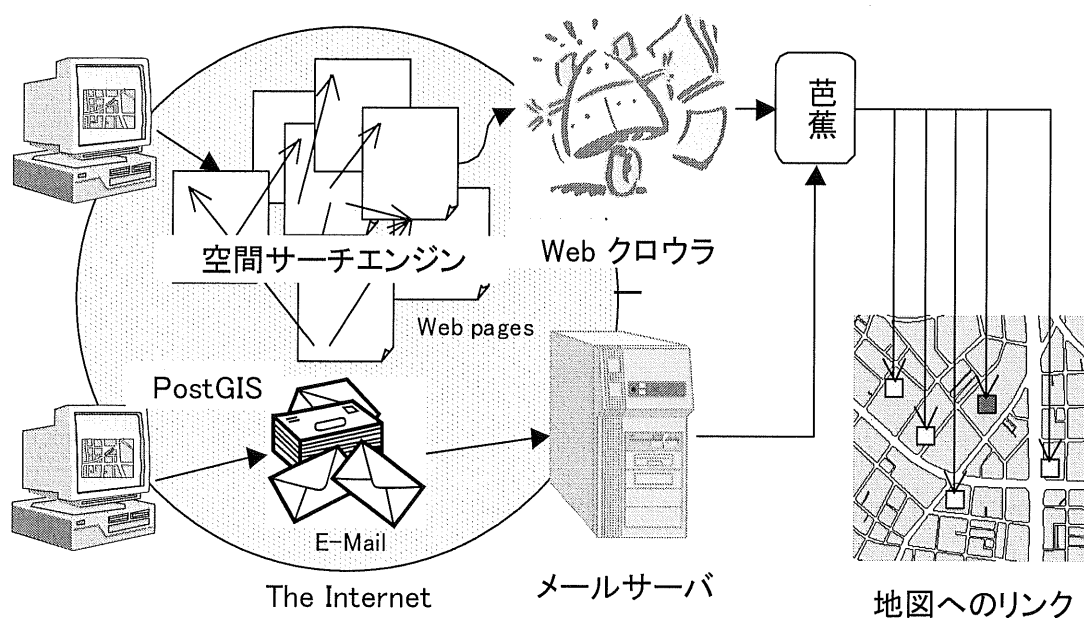 芭蕉
空間サーチエンジン
Web クロウラ
Web pages
PostGIS
E-Mail
The Internet
メールサーバ
地図へのリンク